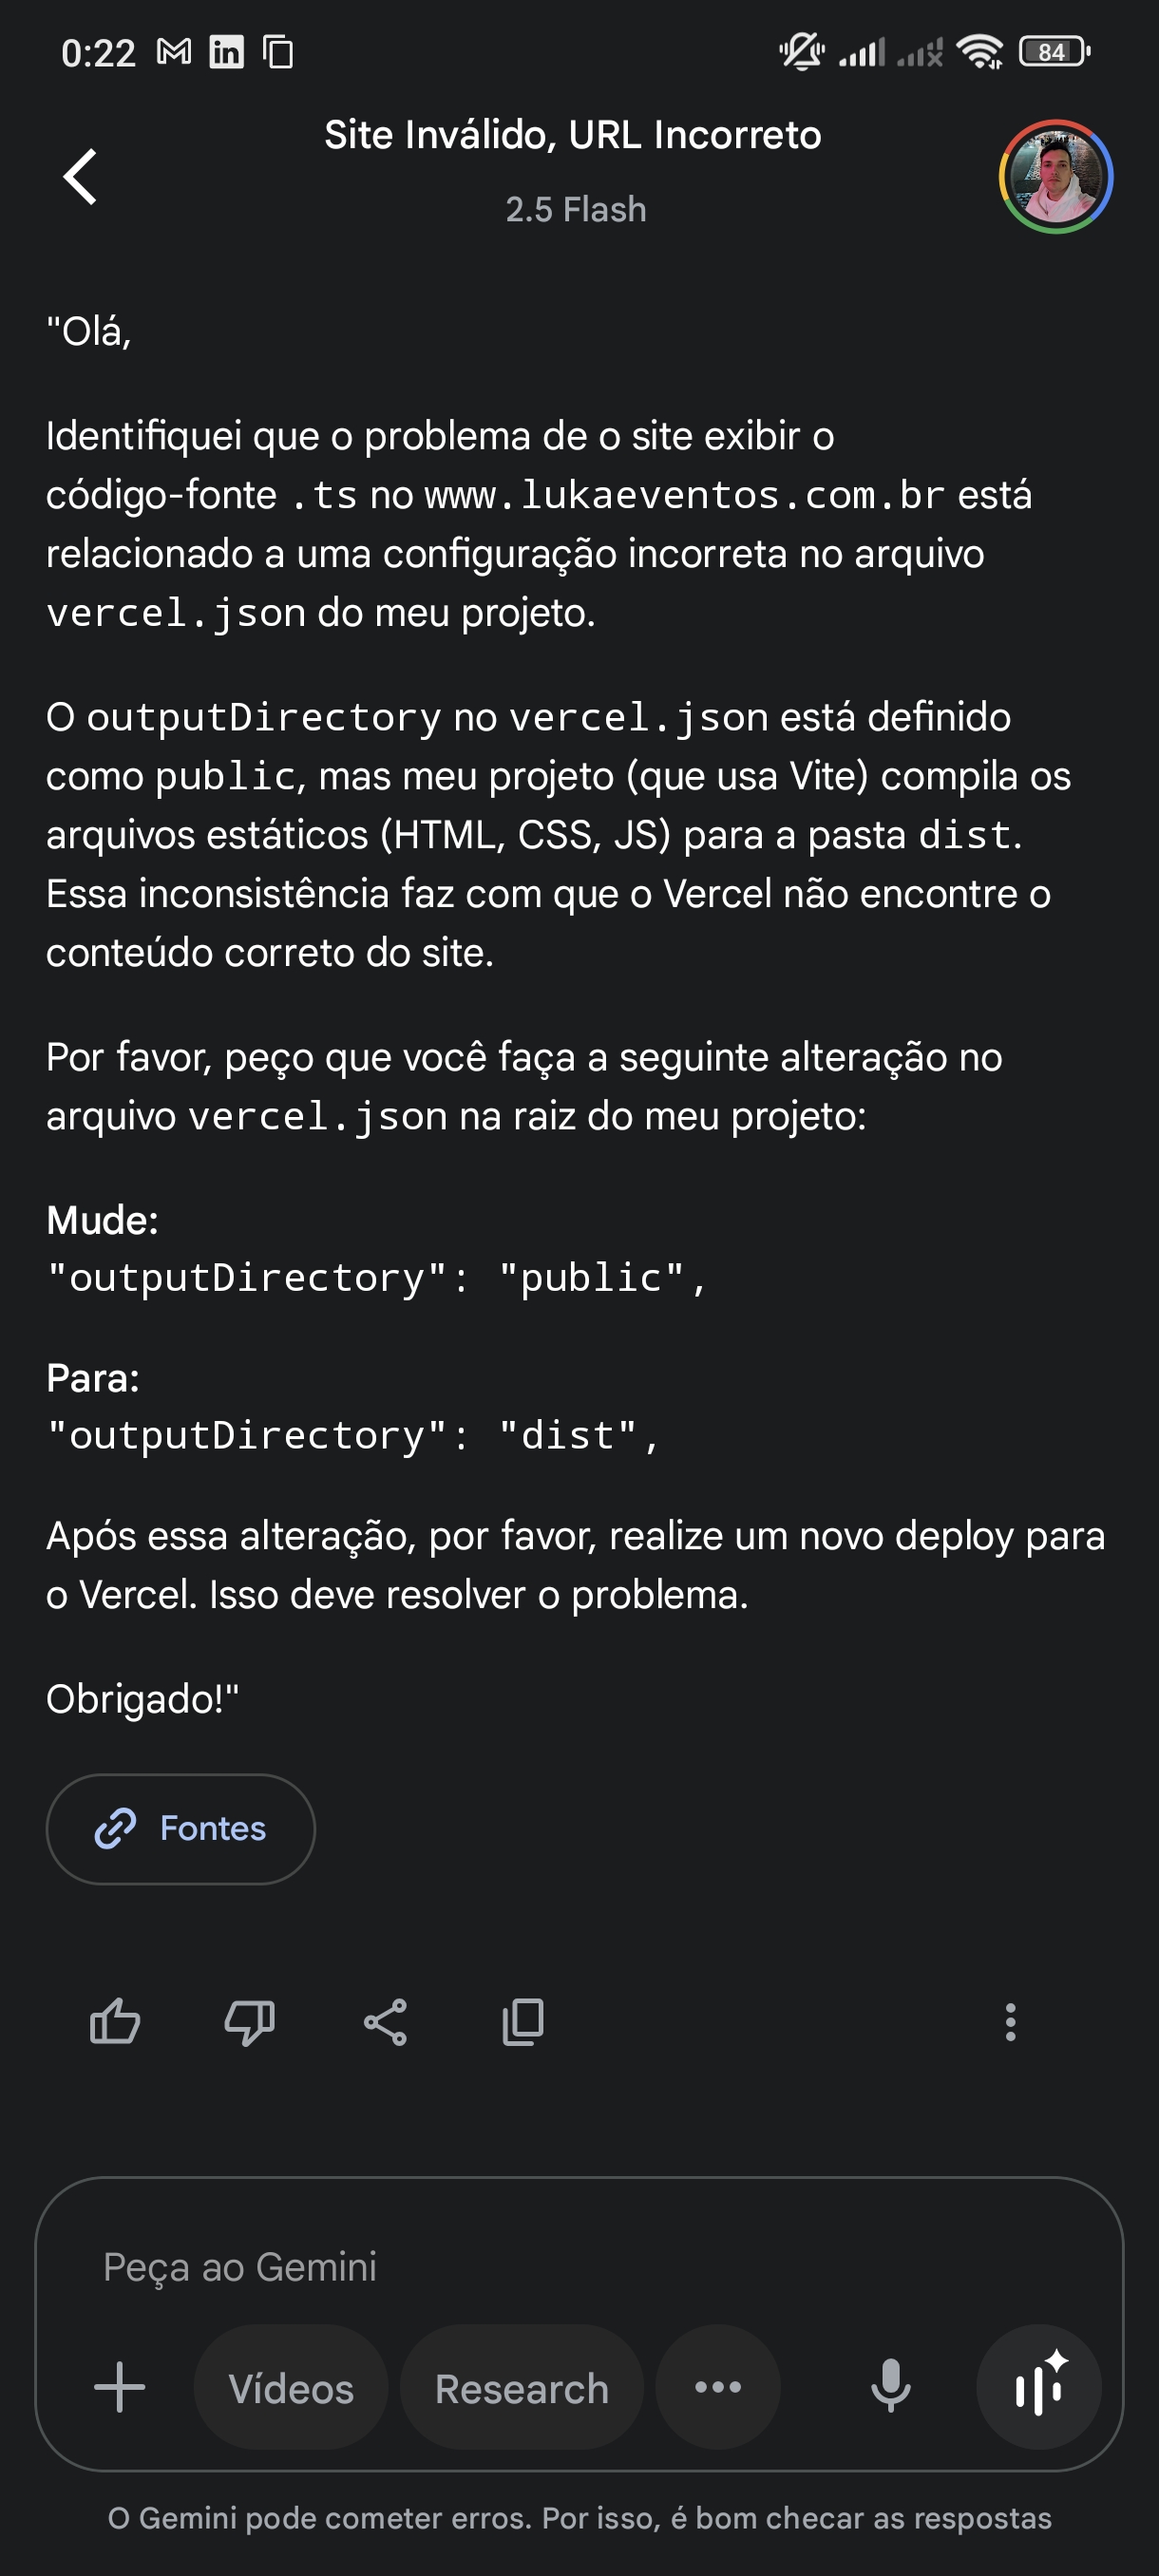 0:22
84
Site Inválido, URL Incorreto
2.5 Flash
"Olá,
Identifiquei que o problema de o site exibir o
código-fonte .ts no www.lukaeventos.com.br está
relacionado a uma configuração incorreta no arquivo
vercel.json do meu projeto.
O outputDirectory no vercel.json está definido
como public, mas meu projeto (que usa Vite) compila os
arquivos estáticos (HTML, CSS, JS) para a pasta dist.
Essa inconsistência faz com que o Vercel não encontre o
conteúdo correto do site.
Por favor, peço que você faça a seguinte alteração no
arquivo vercel.json na raiz do meu projeto:
Mude:
"outputDirectory": "public",
Para:
"outputDirectory": "dist",
Após essa alteração, por favor, realize um novo deploy para
o Vercel. Isso deve resolver o problema.
Obrigado!"
Fontes
Peça ao Gemini
Vídeos Research
O Gemini pode cometer erros. Por isso, é bom checar as respostas